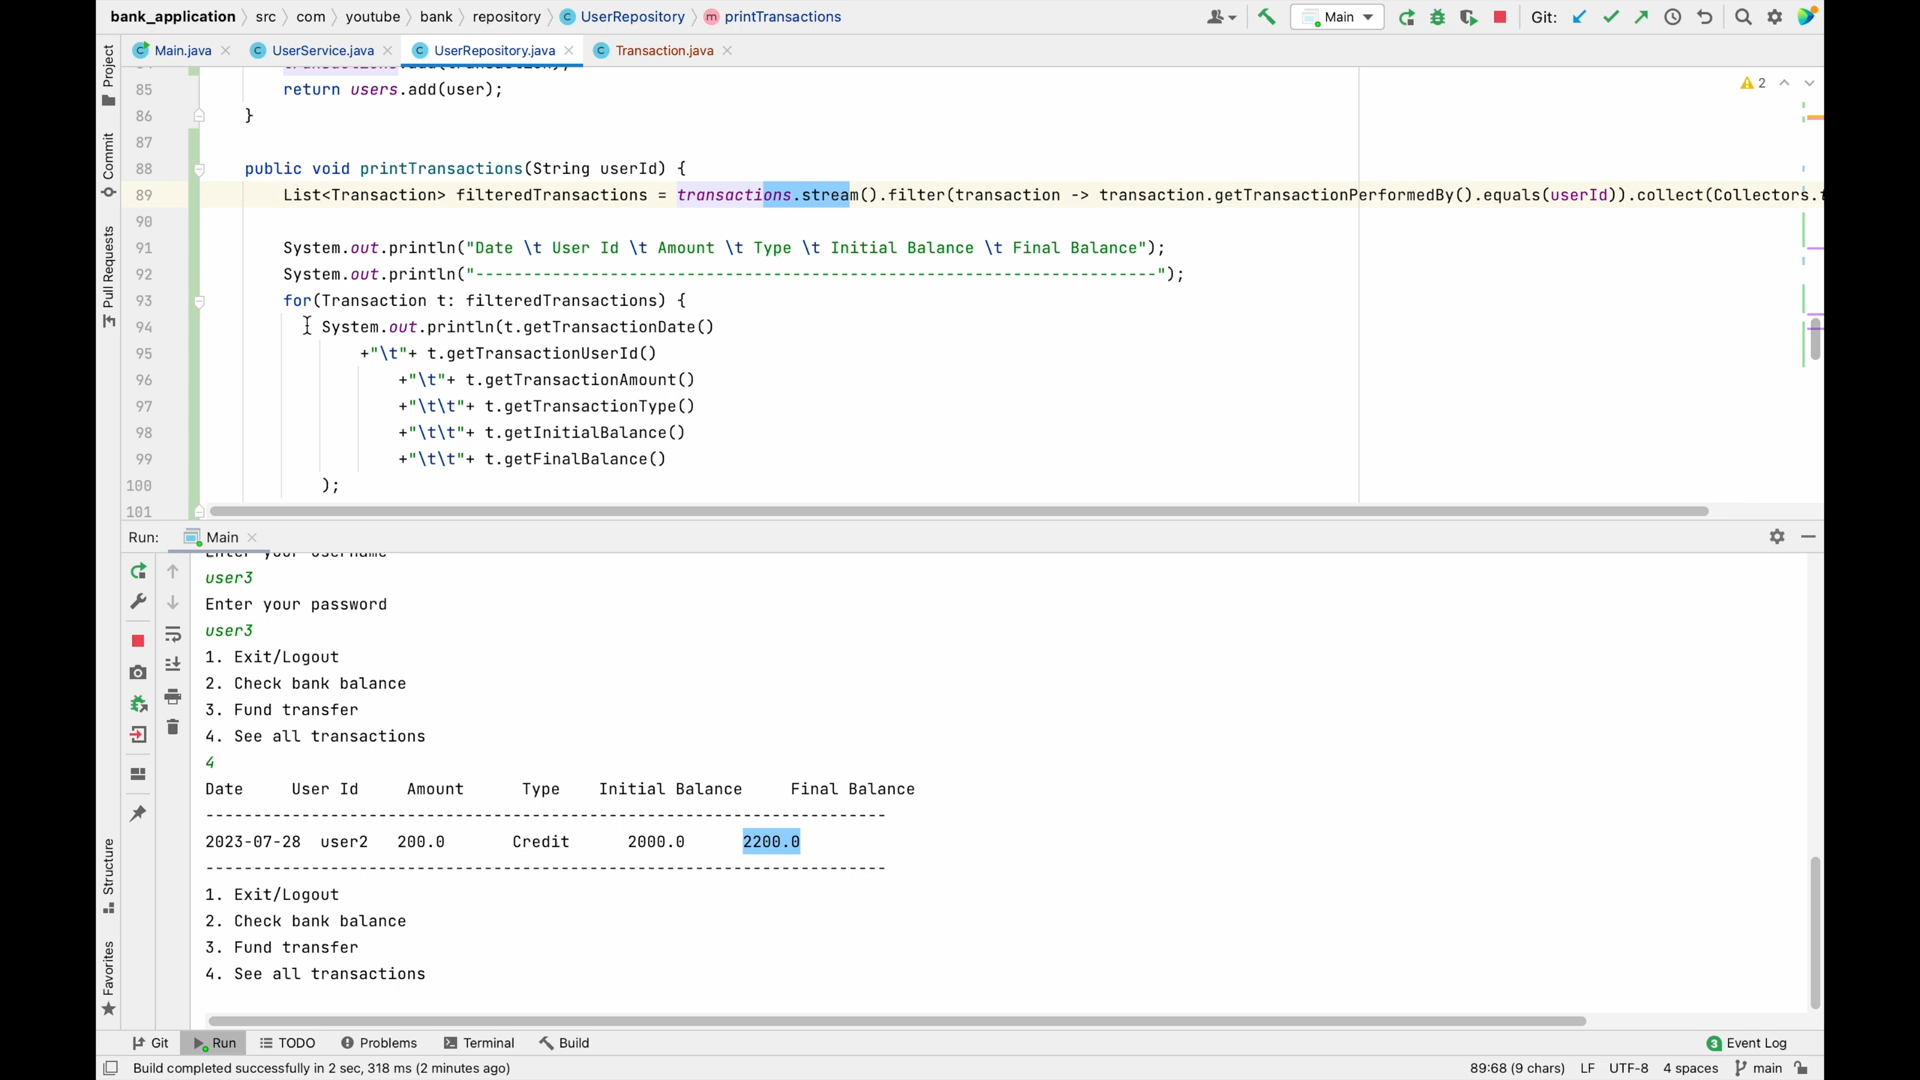 bank_application src com youtube bank repository UserRepository printTransactions Main Git:
Main.java UserService.java UserRepository.java Transaction.java
85 return users.add(user);
86 }
87
88 public void printTransactions(String userId) {
89 List<Transaction> filteredTransactions = transactions.stream().filter(transaction -> transaction.getTransactionPerformedBy().equals(userId)).collect(Collectors.
90
91 System.out.println("Date \t User Id \t Amount \t Type \t Initial Balance \t Final Balance");
92 System.out.println("-----------------------------------------------------------------------");
93 for(Transaction t: filteredTransactions) {
94 System.out.println(t.getTransactionDate()
95 +"\t"+ t.getTransactionUserId()
96 +"\t"+ t.getTransactionAmount()
97 +"\t\t"+ t.getTransactionType()
98 +"\t\t"+ t.getInitialBalance()
99 +"\t\t"+ t.getFinalBalance()
100 );
101
2
Project
Commit
Pull Requests
Structure
Favorites
Run: Main
Enter your username
user3
Enter your password
user3
1. Exit/Logout
2. Check bank balance
3. Fund transfer
4. See all transactions
4
Date User Id Amount Type Initial Balance Final Balance
-----------------------------------------------------------------------
2023-07-28 user2 200.0 Credit 2000.0 2200.0
-----------------------------------------------------------------------
1. Exit/Logout
2. Check bank balance
3. Fund transfer
4. See all transactions
Git Run TODO Problems Terminal Build 3 Event Log
Build completed successfully in 2 sec, 318 ms (2 minutes ago) 89:68 (9 chars) LF UTF-8 4 spaces main